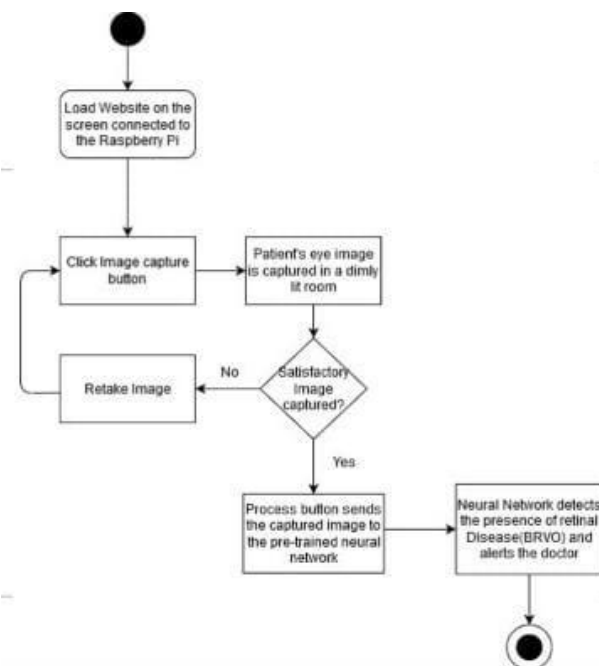 Load Website on the
screen connected to
the Raspberry Pi
Click Image capture
button
Patient's eye image
is captured in a dimly
lit room
Satisfactory
Image
captured?
No
Retake Image
Yes
Process button sends
the captured image to
the pre-trained neural
network
Neural Network detects
the presence of retinal
Disease(BRVO) and
alerts the doctor